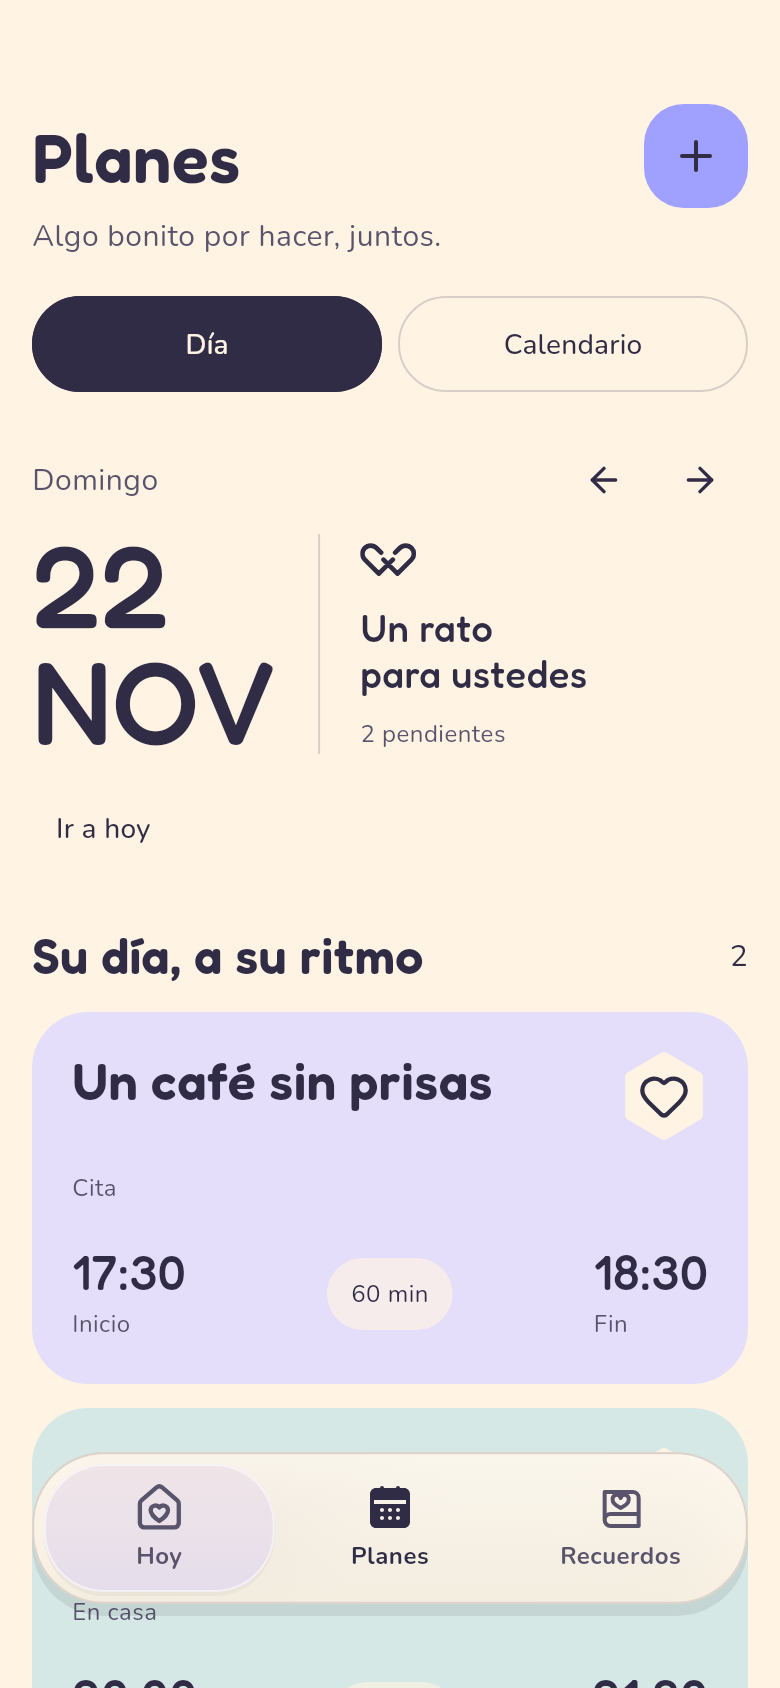 Planes
Algo bonito por hacer, juntos.
Día
Calendario
Domingo
22
NOV
Un rato
para ustedes
2 pendientes
Ir a hoy
Su día, a su ritmo
2
Un café sin prisas
Cita
17:30
60 min
18:30
Inicio
Fin
Hoy
Planes
Recuerdos
En casa